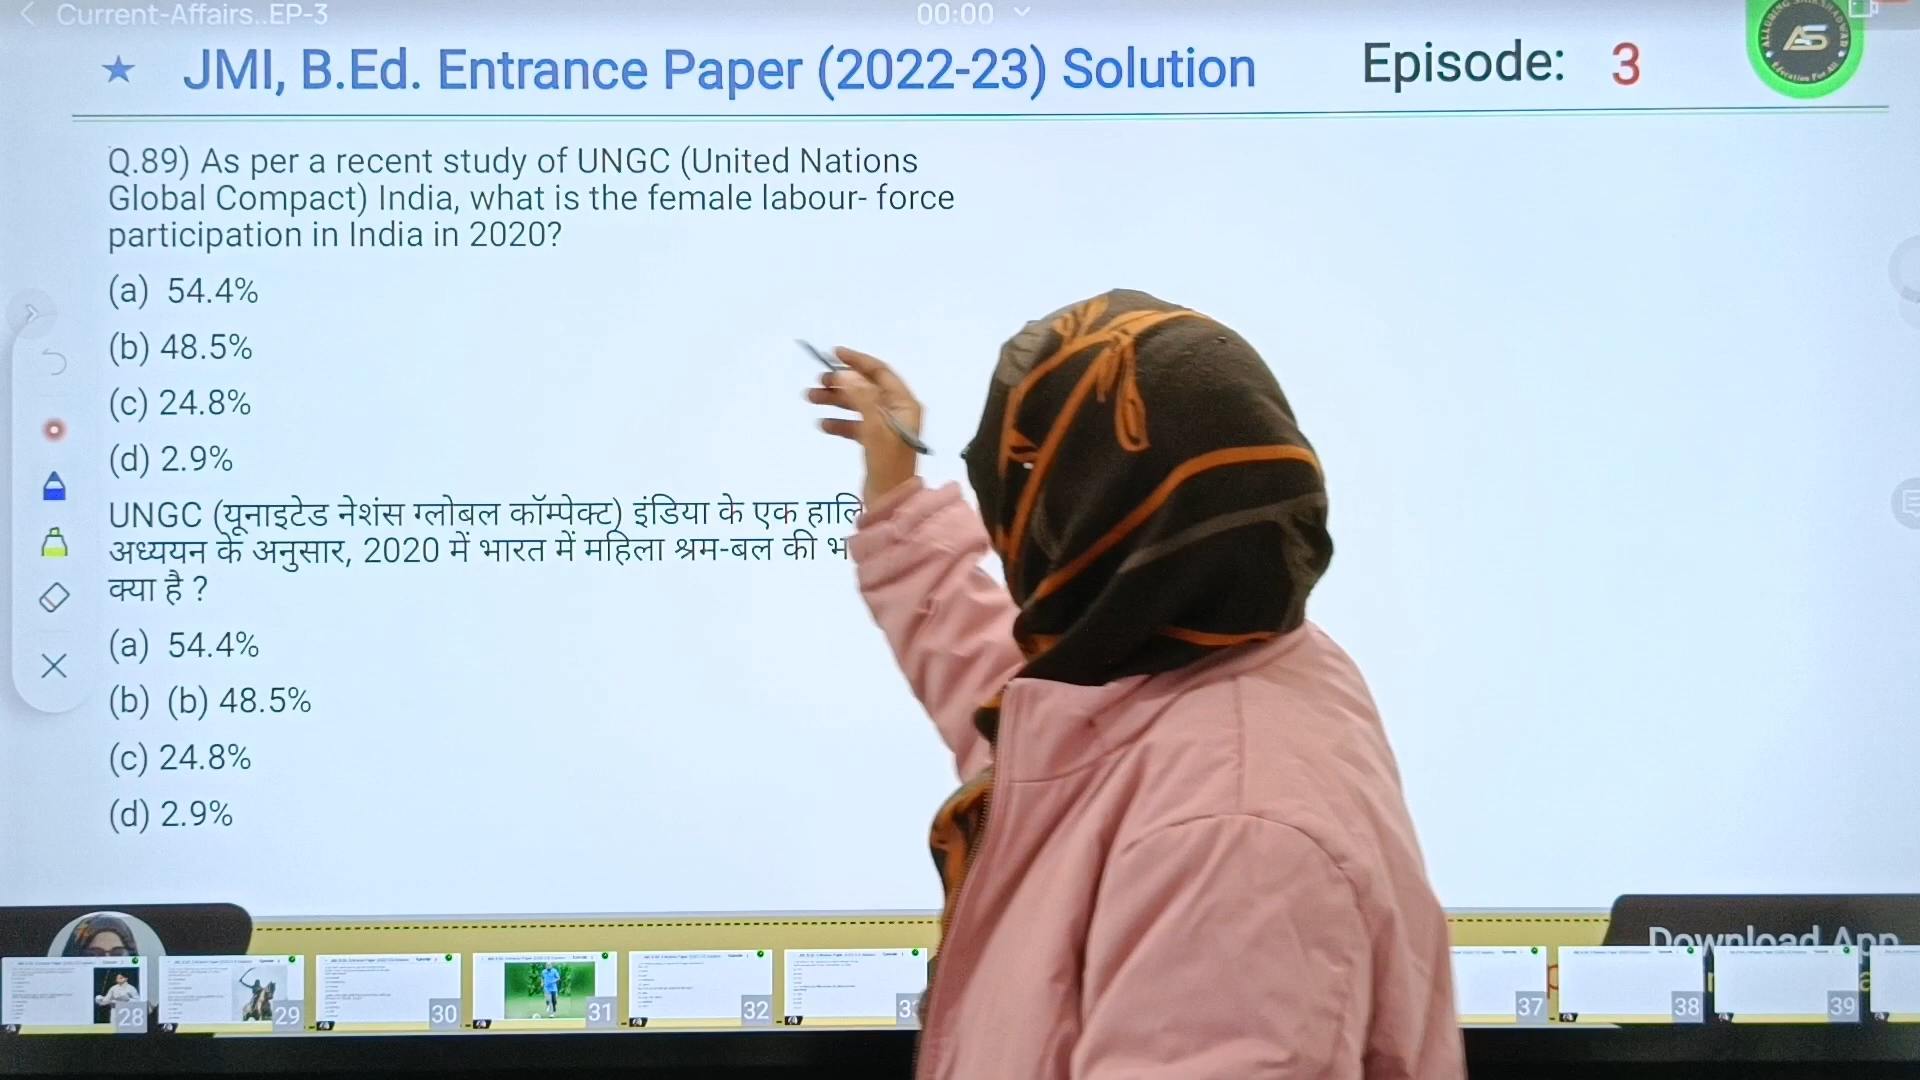 Current-Affairs..EP-3
00:00
JMI, B.Ed. Entrance Paper (2022-23) Solution
Episode: 3
AS
Q.89) As per a recent study of UNGC (United Nations
Global Compact) India, what is the female labour- force
participation in India in 2020?
(a) 54.4%
(b) 48.5%
(c) 24.8%
(d) 2.9%
UNGC (यूनाइटेड नेशंस ग्लोबल कॉम्पेक्ट) इंडिया के एक
अध्ययन के अनुसार, 2020 में भारत में महिला श्रम-बल की
क्या है ?
(a) 54.4%
(b) (b) 48.5%
(c) 24.8%
(d) 2.9%
Download App
28
29
30
31
32
37
38
39